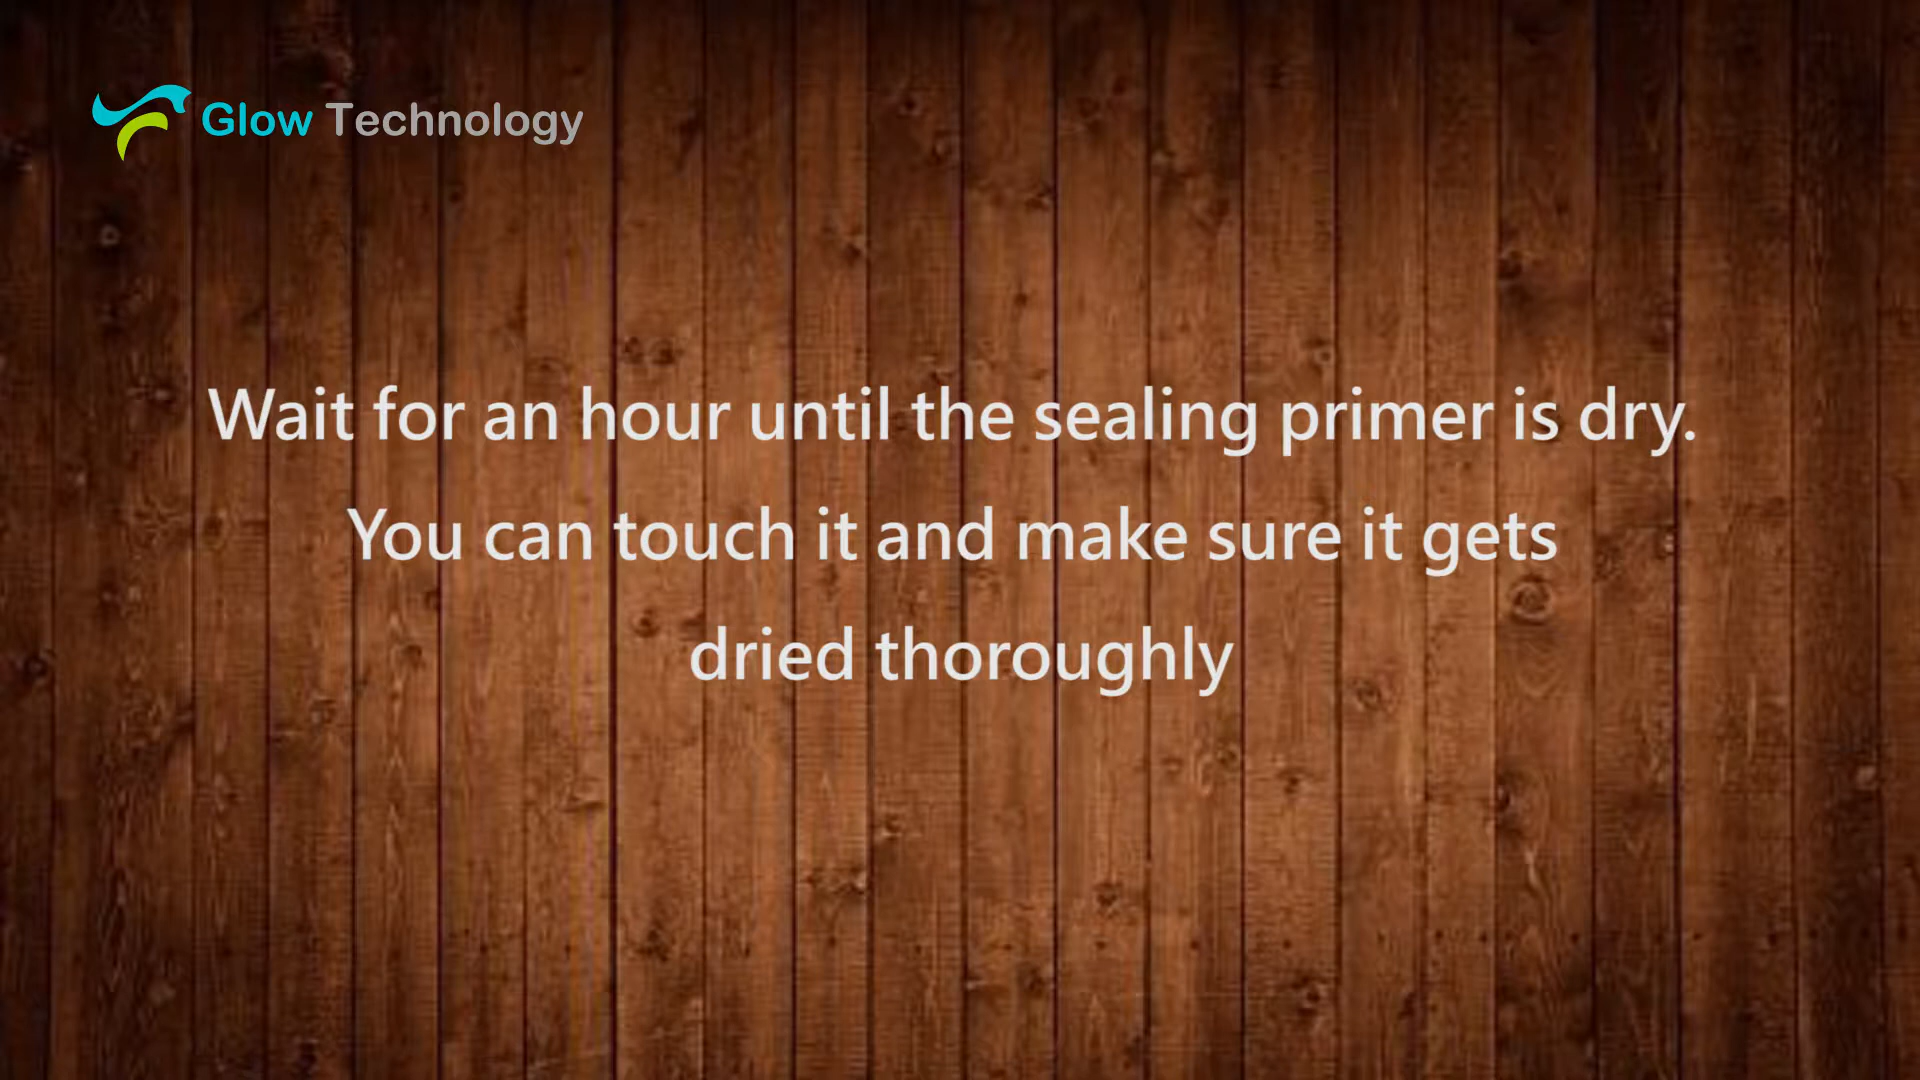 Glow Technology
Wait for an hour until the sealing primer is dry.
You can touch it and make sure it gets
dried thoroughly